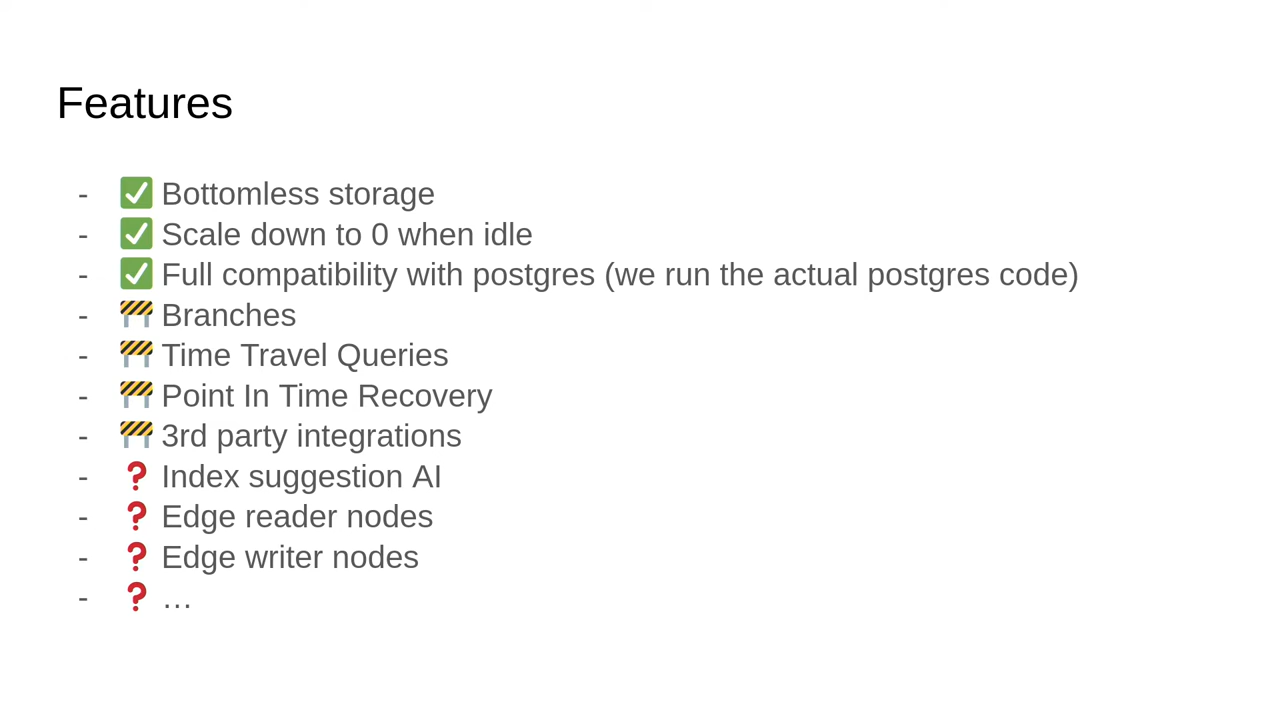 Features
- ✅ Bottomless storage
- ✅ Scale down to 0 when idle
- ✅ Full compatibility with postgres (we run the actual postgres code)
- 🚧 Branches
- 🚧 Time Travel Queries
- 🚧 Point In Time Recovery
- 🚧 3rd party integrations
- ❓ Index suggestion AI
- ❓ Edge reader nodes
- ❓ Edge writer nodes
- ❓ …